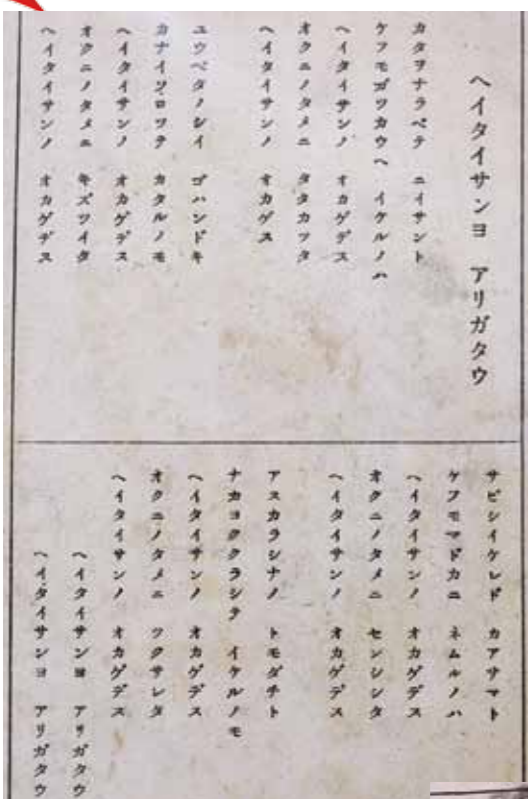 ヘイタイサンヨ アリガタウ
カタヲナラベテ ニイサント
ケフモガツカウヘ イケルノハ
ヘイタイサンノ オカゲデス
オクニノタメニ タタカツタ
ヘイタイサンノ オカゲス
ユウベタノシイ ゴハンドキ
カナイソロツテ カタルノモ
ヘイタイサンノ オカゲデス
オクニノタメニ キズツイタ
ヘイタイサンノ オカゲデス
サビシイケレド カアサマト
ケフモマドカニ ネムルノハ
ヘイタイサンノ オカゲデス
オクニノタメニ センシシタ
ヘイタイサンノ オカゲデス
アスカラシナノ トモダチト
ナカヨククラシテ イケルノモ
ヘイタイサンノ オカゲデス
オクニノタメニ ツクサレタ
ヘイタイサンノ オカゲデス
ヘイタイサンヨ アリガタウ
ヘイタイサンヨ アリガタウ